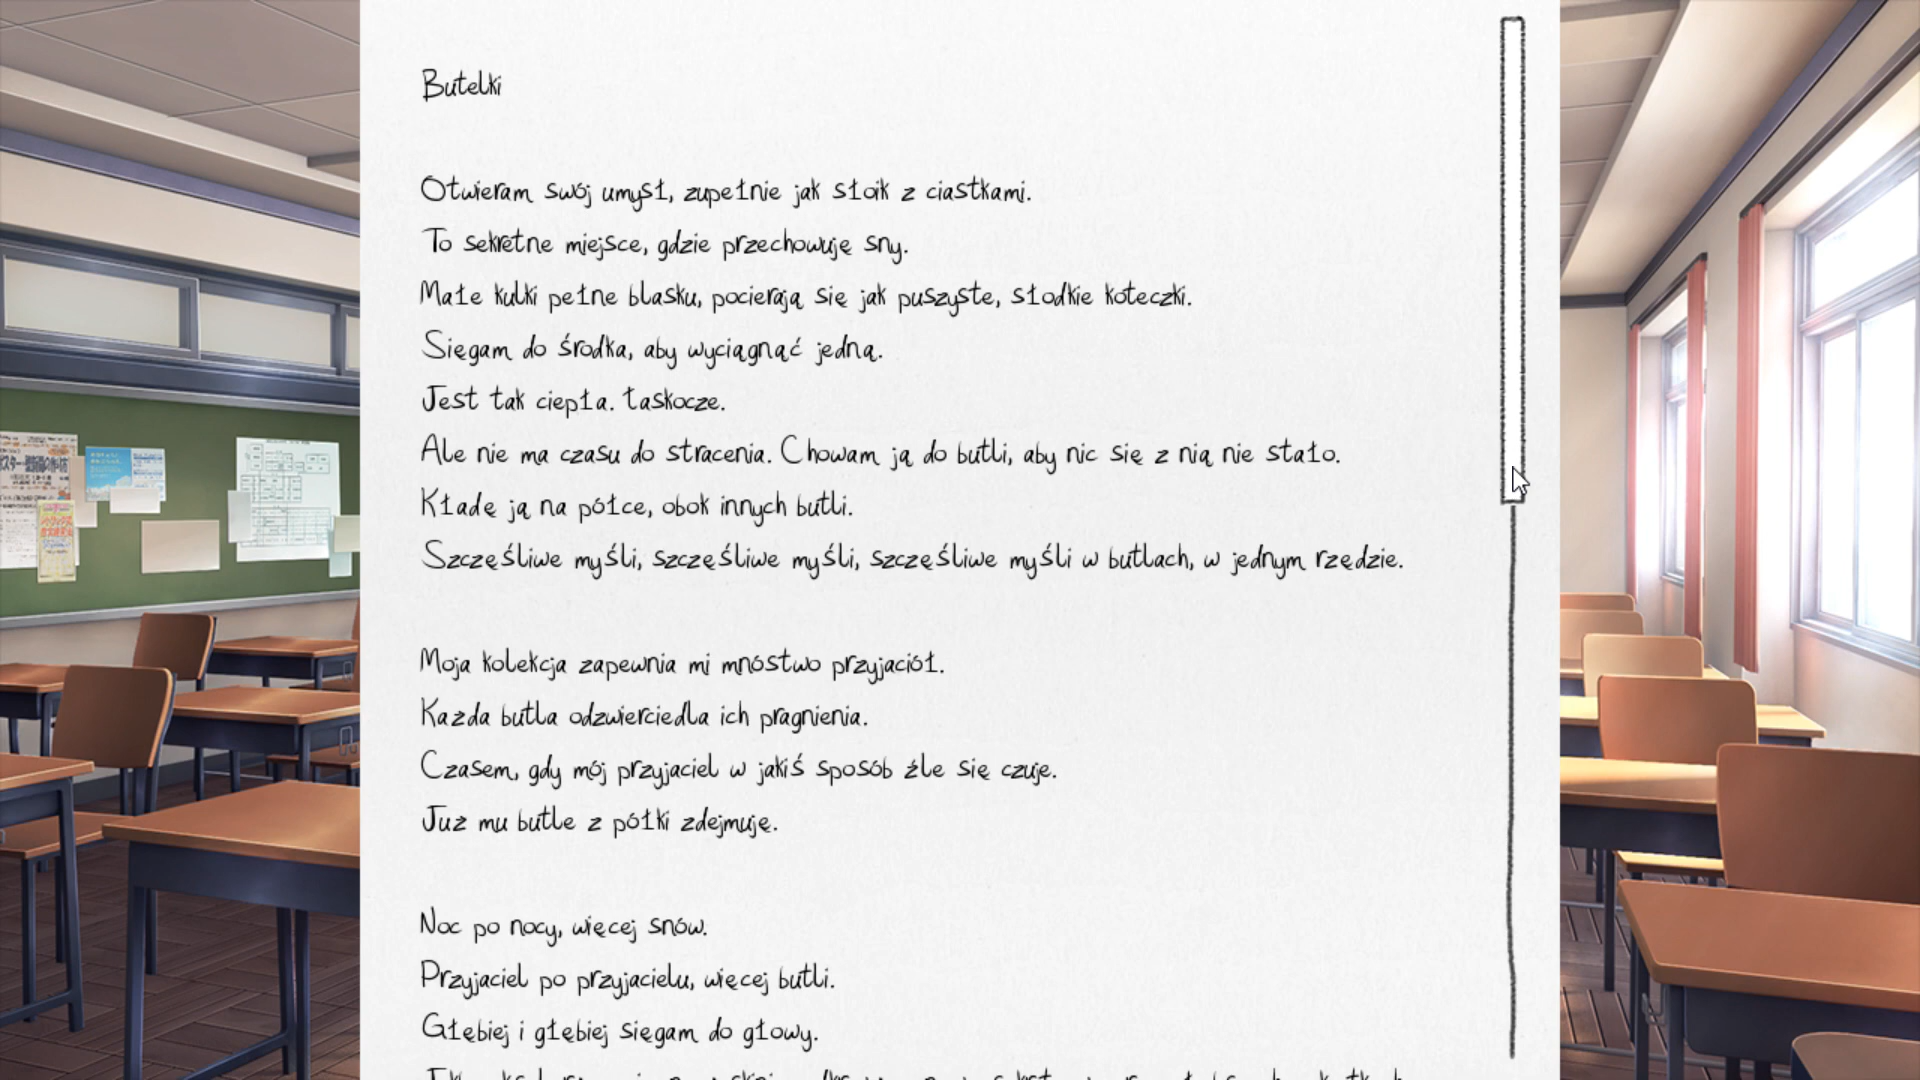 Butelki
Otwieram swój umysł, zupełnie jak słoik z ciastkami.
To sekretne miejsce, gdzie przechowuję sny.
Małe kulki pełne blasku, pocierają się jak puszyste, słodkie koteczki.
Sięgam do środka, aby wyciągnąć jedną.
Jest tak ciepła. Łaskocze.
Ale nie ma czasu do stracenia. Chowam ją do butli, aby nic się z nią nie stało.
Kładę ją na półce, obok innych butli.
Szczęśliwe myśli, szczęśliwe myśli, szczęśliwe myśli w butlach, w jednym rzędzie.
Moja kolekcja zapewnia mi mnóstwo przyjaciół.
Każda butla odzwierciedla ich pragnienia.
Czasem, gdy mój przyjaciel w jakiś sposób źle się czuje.
Już mu butle z półki zdejmuję.
Noc po nocy, więcej snów.
Przyjaciel po przyjacielu, więcej butli.
Głębiej i głębiej sięgam do głowy.